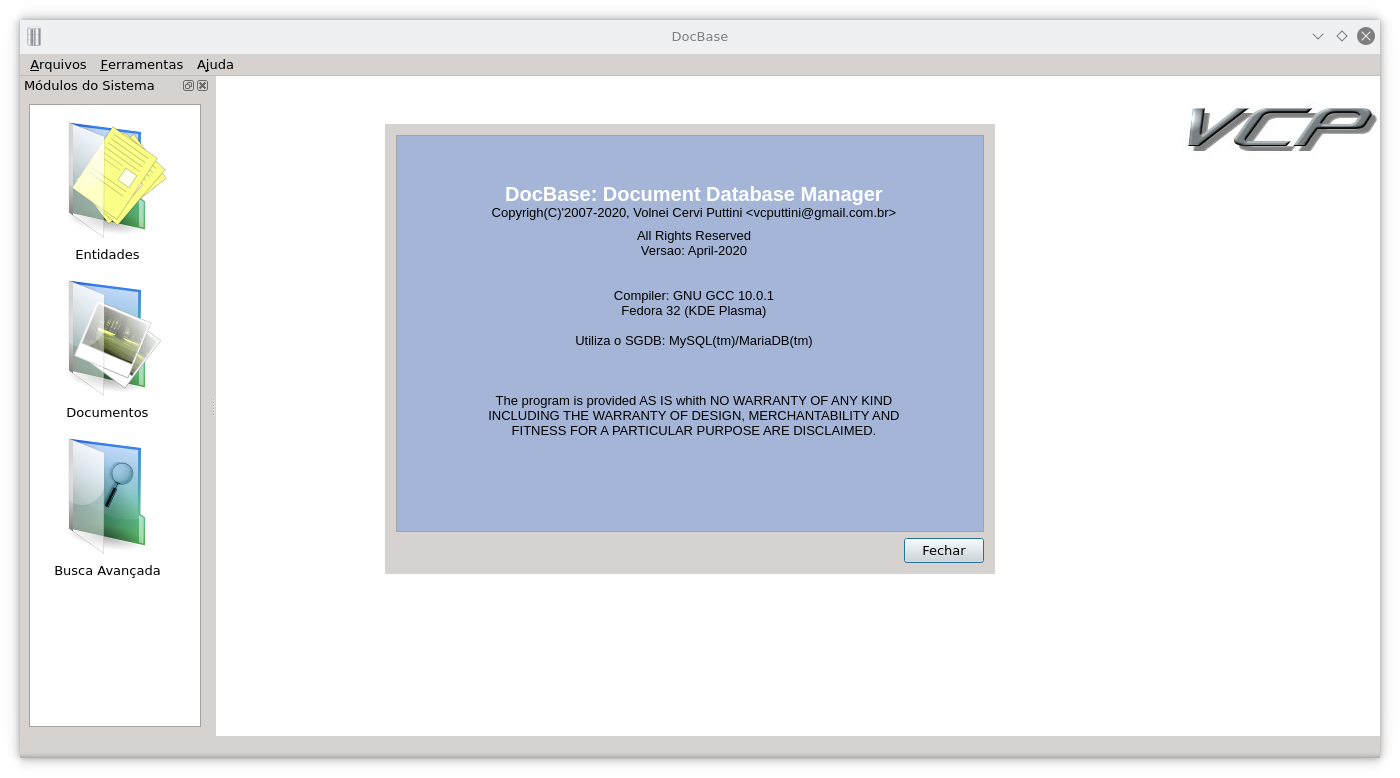 DocBase
Arquivos Ferramentas Ajuda
Módulos do Sistema
Entidades
Documentos
Busca Avançada
VCP
DocBase: Document Database Manager
Copyrigh(C)'2007-2020, Volnei Cervi Puttini <vcputtini@gmail.com.br>
All Rights Reserved
Versao: April-2020
Compiler: GNU GCC 10.0.1
Fedora 32 (KDE Plasma)
Utiliza o SGDB: MySQL(tm)/MariaDB(tm)
The program is provided AS IS whith NO WARRANTY OF ANY KIND
INCLUDING THE WARRANTY OF DESIGN, MERCHANTABILITY AND
FITNESS FOR A PARTICULAR PURPOSE ARE DISCLAIMED.
Fechar